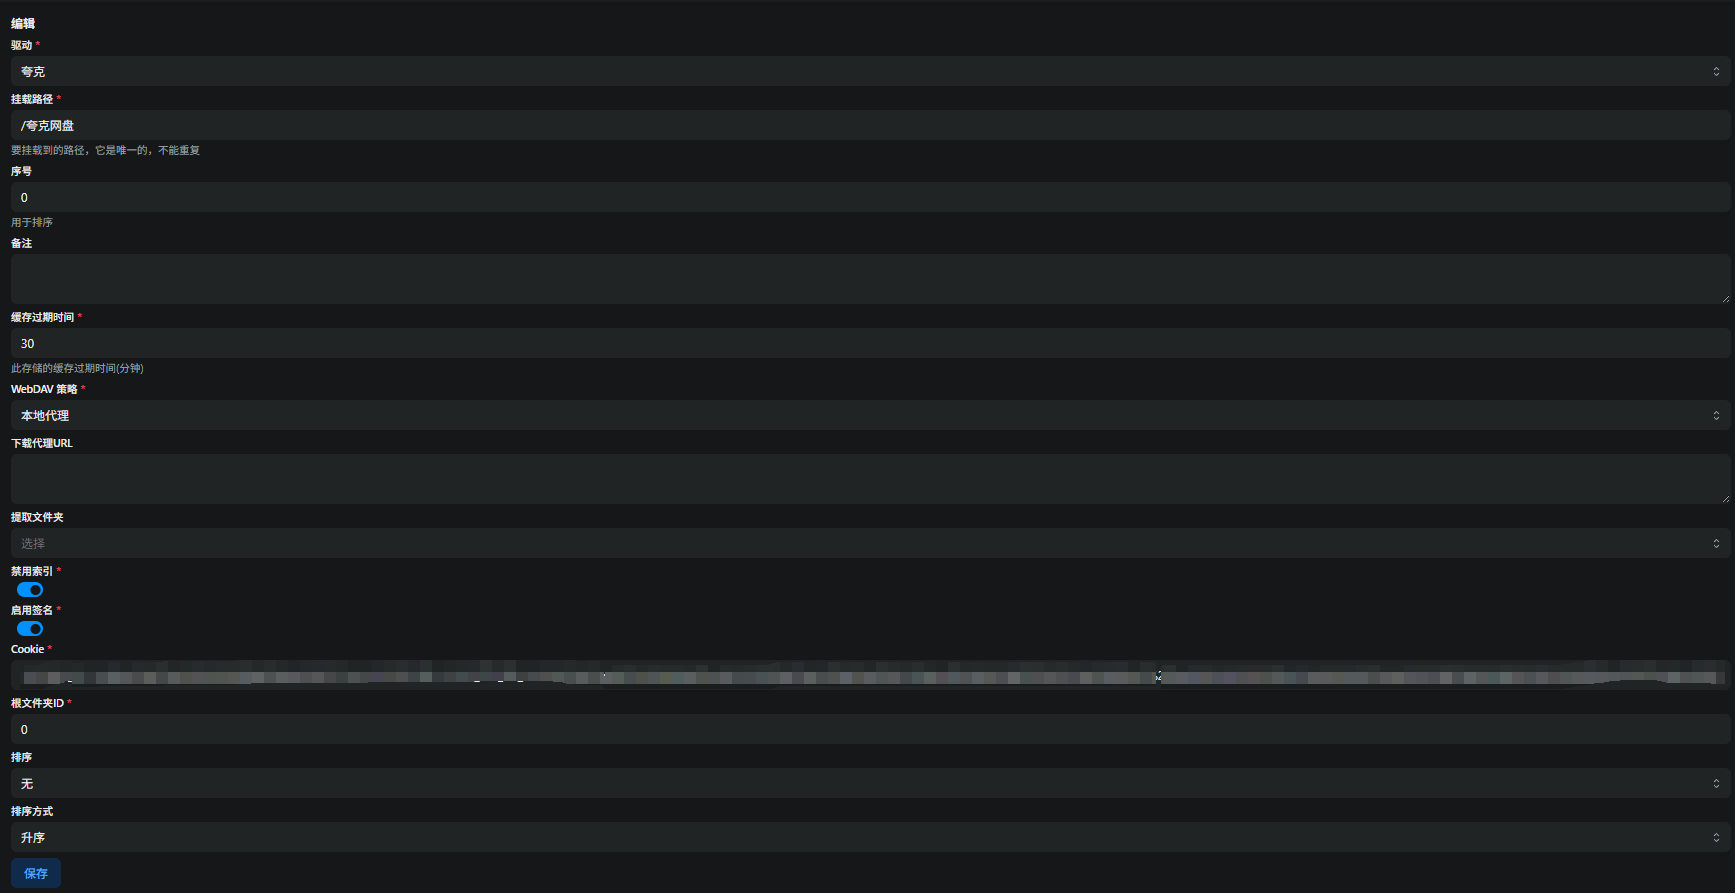 编辑
驱动 *
夸克
挂载路径 *
/夸克网盘
要挂载到的路径，它是唯一的，不能重复
序号
0
用于排序
备注
缓存过期时间 *
30
此存储的缓存过期时间(分钟)
WebDAV 策略 *
本地代理
下载代理URL
提取文件夹
选择
禁用索引 *
启用签名 *
Cookie *
根文件夹ID *
0
排序
无
排序方式
升序
保存